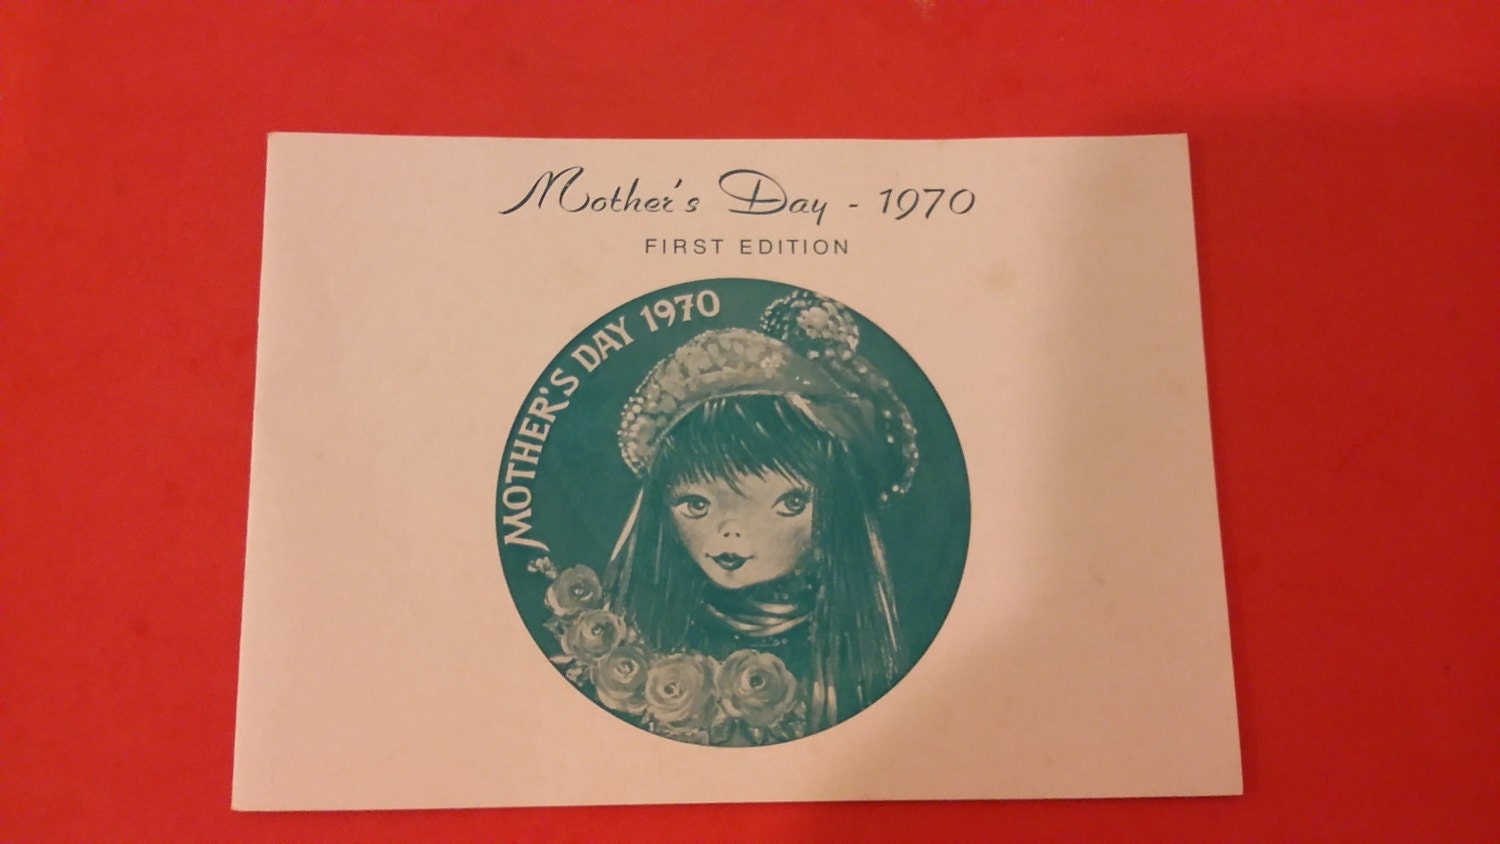 Mother's Day - 1970
FIRST EDITION
MOTHER'S DAY 1970